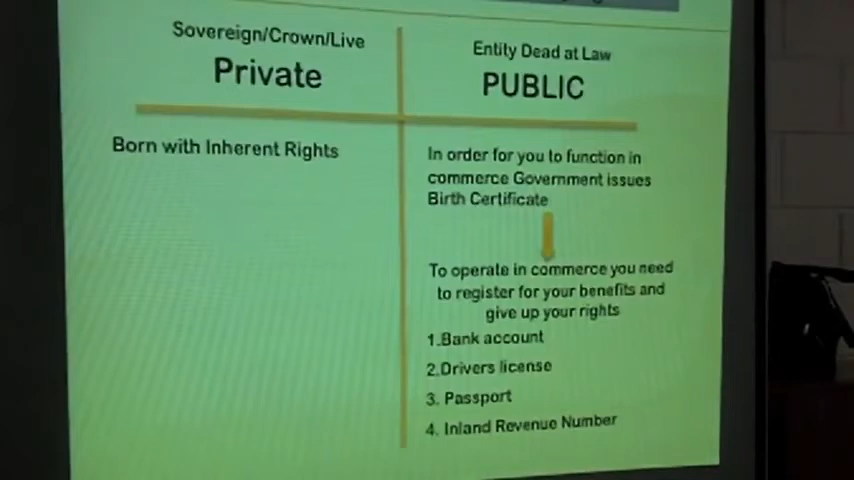 Sovereign/Crown/Live
Private
Born with Inherent Rights
Entity Dead at Law
PUBLIC
In order for you to function in
commerce Government issues
Birth Certificate
To operate in commerce you need
to register for your benefits and
give up your rights
1.Bank account
2.Drivers license
3. Passport
4. Inland Revenue Number